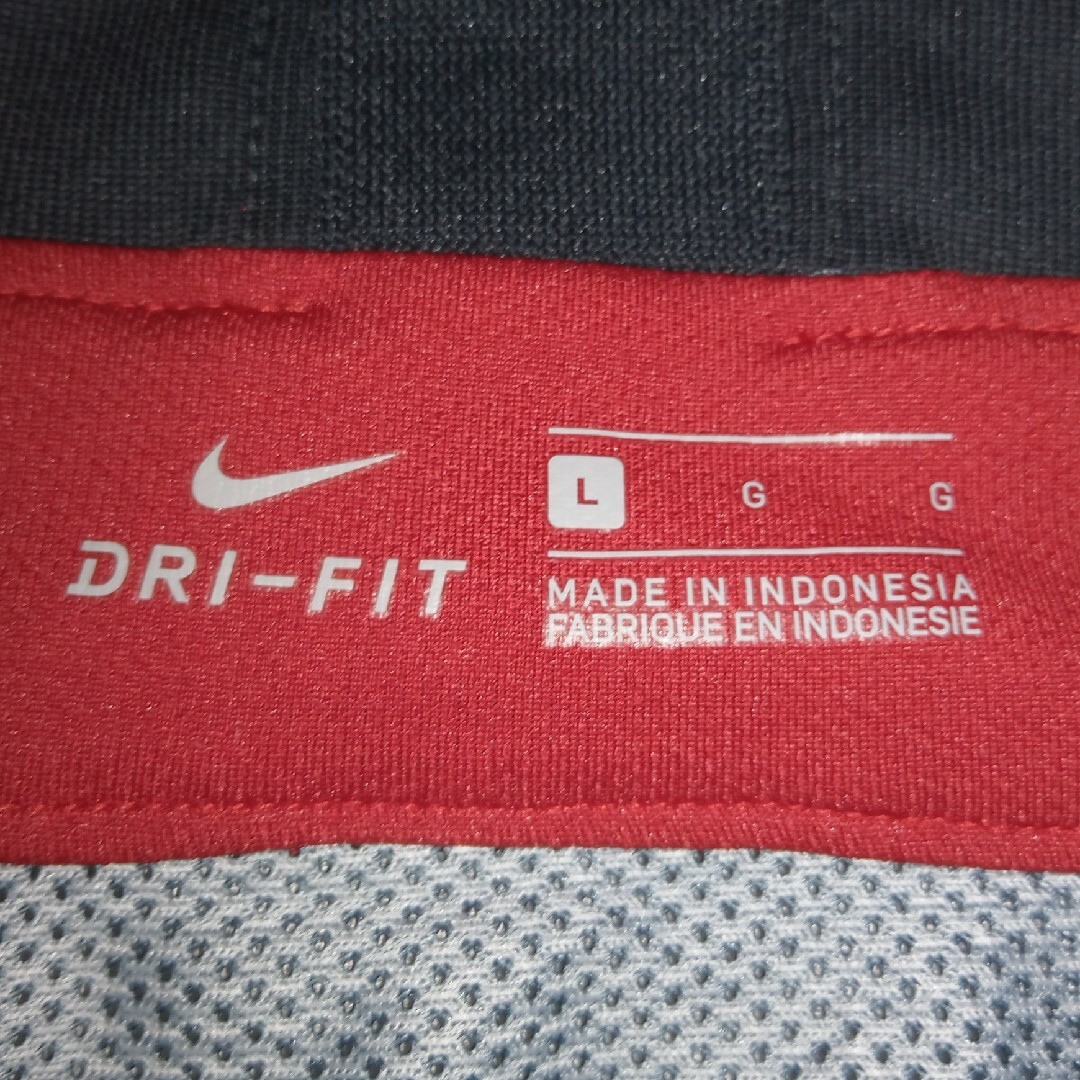 DRI-FIT
L G G
MADE IN INDONESIA
FABRIQUE EN INDONESIE